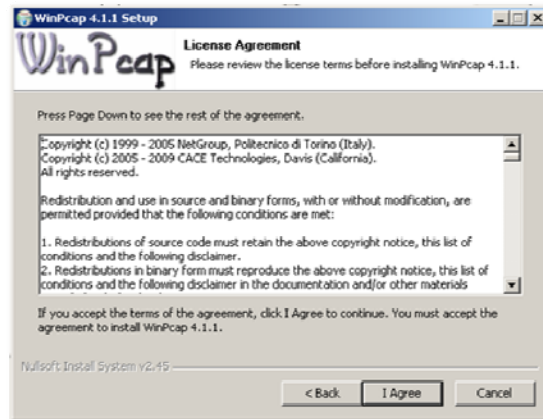 WinPcap 4.1.1 Setup
WinPcap
License Agreement
Please review the license terms before installing WinPcap 4.1.1.
Press Page Down to see the rest of the agreement.
Copyright (c) 1999 - 2005 NetGroup, Politecnico di Torino (Italy).
Copyright (c) 2005 - 2009 CACE Technologies, Davis (California).
All rights reserved.
Redistribution and use in source and binary forms, with or without modification, are
permitted provided that the following conditions are met:
1. Redistributions of source code must retain the above copyright notice, this list of
conditions and the following disclaimer.
2. Redistributions in binary form must reproduce the above copyright notice, this list of
conditions and the following disclaimer in the documentation and/or other materials
If you accept the terms of the agreement, click I Agree to continue. You must accept the
agreement to install WinPcap 4.1.1.
Nullsoft Install System v2.45
< Back
I Agree
Cancel